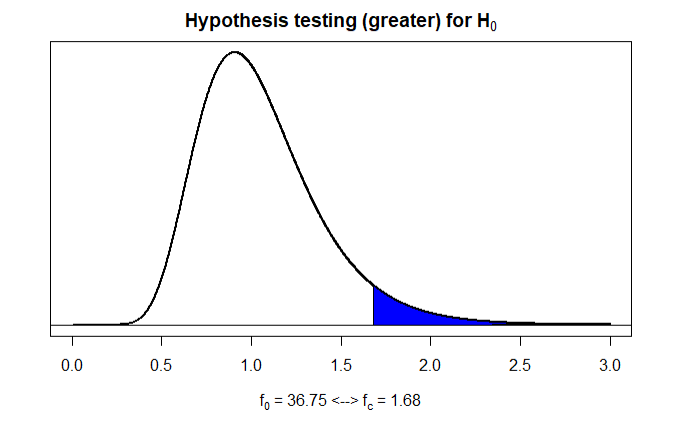 Hypothesis testing (greater) for H₀
0.0 0.5 1.0 1.5 2.0 2.5 3.0
f₀ = 36.75 <--> f_c = 1.68